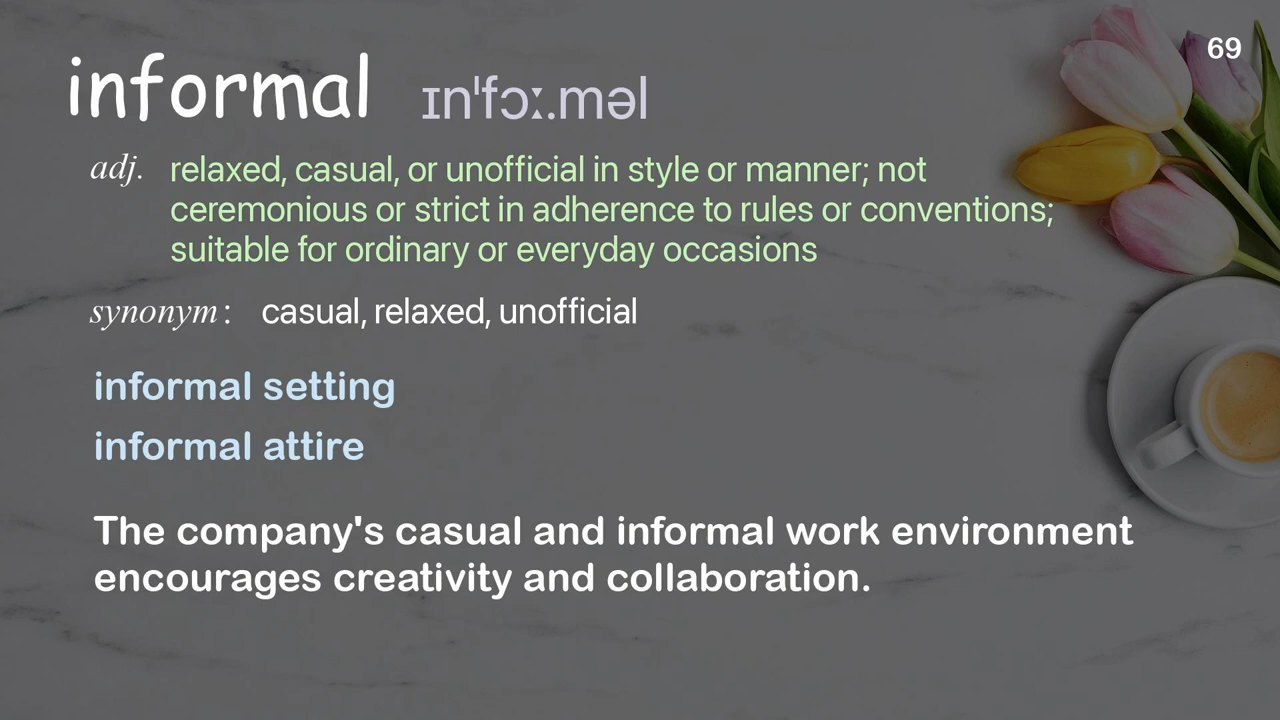 69
informal ɪnˈfɔː.məl
adj. relaxed, casual, or unofficial in style or manner; not
ceremonious or strict in adherence to rules or conventions;
suitable for ordinary or everyday occasions
synonym: casual, relaxed, unofficial
informal setting
informal attire
The company's casual and informal work environment
encourages creativity and collaboration.